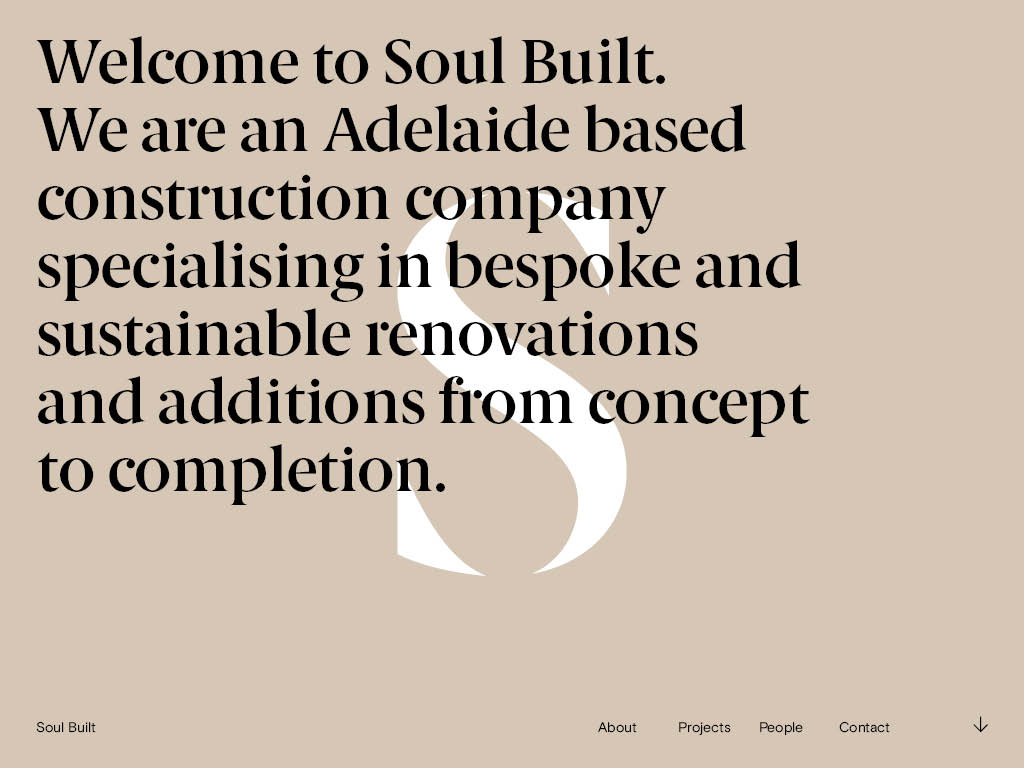 Welcome to Soul Built.
We are an Adelaide based
construction company
specialising in bespoke and
sustainable renovations
and additions from concept
to completion.
S
Soul Built About Projects People Contact